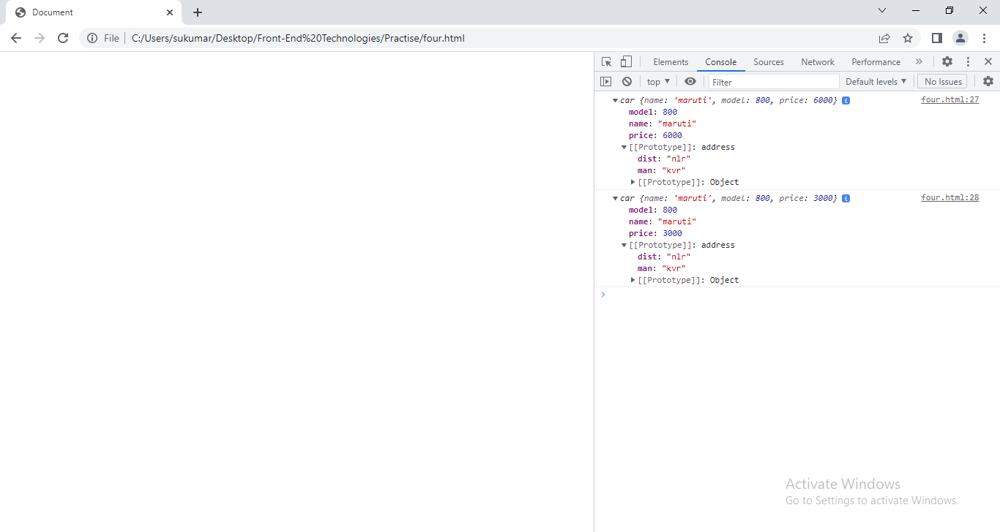 Document
File C:/Users/sukumar/Desktop/Front-End%20Technologies/Practise/four.html
Elements Console Sources Network Performance »
top ▼ Filter Default levels ▼ No Issues
▼car {name: 'maruti', model: 800, price: 6000} i four.html:27
model: 800
name: "maruti"
price: 6000
▼[[Prototype]]: address
dist: "nlr"
man: "kvr"
▶[[Prototype]]: Object
▼car {name: 'maruti', model: 800, price: 3000} i four.html:28
model: 800
name: "maruti"
price: 3000
▼[[Prototype]]: address
dist: "nlr"
man: "kvr"
▶[[Prototype]]: Object
Activate Windows
Go to Settings to activate Windows.